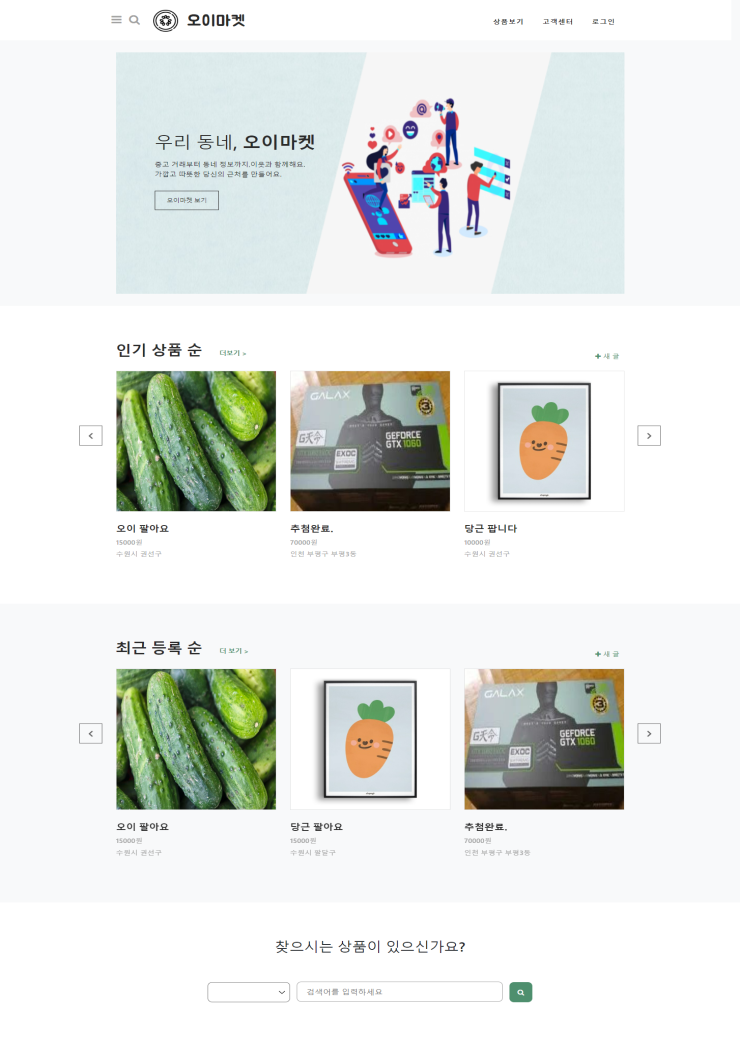 오이마켓
상품보기 고객센터 로그인
우리 동네, 오이마켓
중고 거래부터 동네 정보까지,이웃과 함께해요.
가깝고 따뜻한 당신의 근처를 만들어요.
오이마켓 보기
인기 상품 순 더보기 >
+ 새 글
GALAX
GEFORCE
GTX 1060
EXOC
<
>
오이 팔아요
15000원
수원시 권선구
추첨완료.
70000원
인천 부평구 부평3동
당근 팝니다
10000원
수원시 권선구
최근 등록 순 더 보기 >
+ 새 글
GALAX
GEFORCE
GTX 1060
EXOC
<
>
오이 팔아요
15000원
수원시 권선구
당근 팔아요
15000원
수원시 팔달구
추첨완료.
70000원
인천 부평구 부평3동
찾으시는 상품이 있으신가요?
검색어를 입력하세요